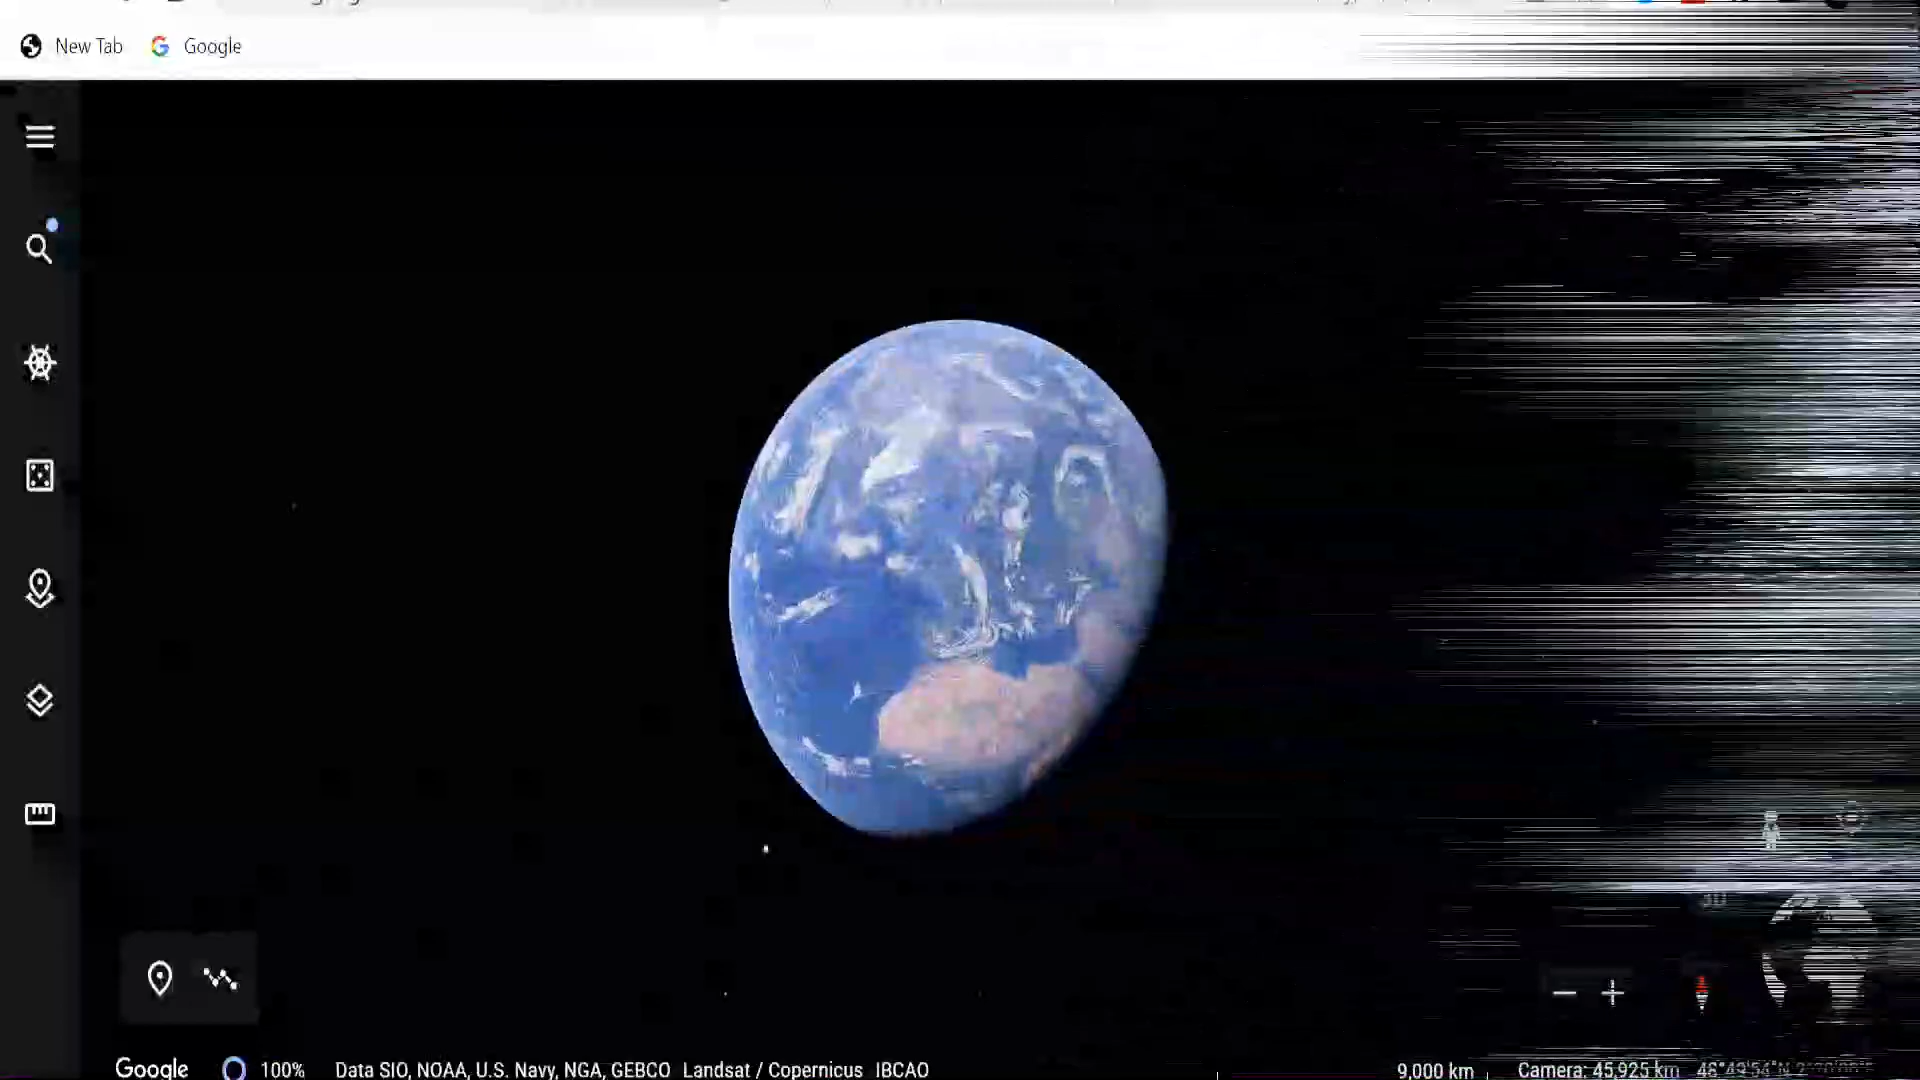 New Tab Google
Google 100% Data SIO, NOAA, U.S. Navy, NGA, GEBCO Landsat / Copernicus IBCAO 9,000 km Camera: 45,925 km